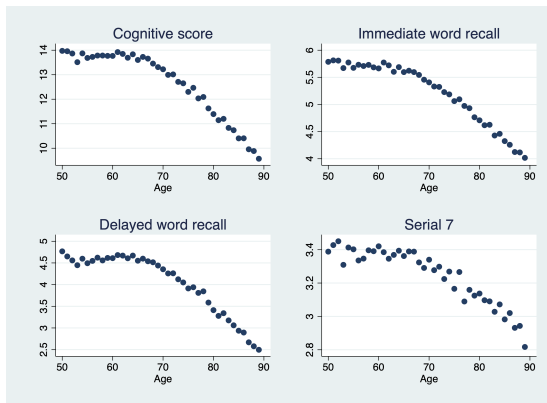 Cognitive score
14
13
12
11
10
50 60 70 80 90
Age
Immediate word recall
6
5.5
5
4.5
4
50 60 70 80 90
Age
Delayed word recall
5
4.5
4
3.5
3
2.5
50 60 70 80 90
Age
Serial 7
3.4
3.2
3
2.8
50 60 70 80 90
Age